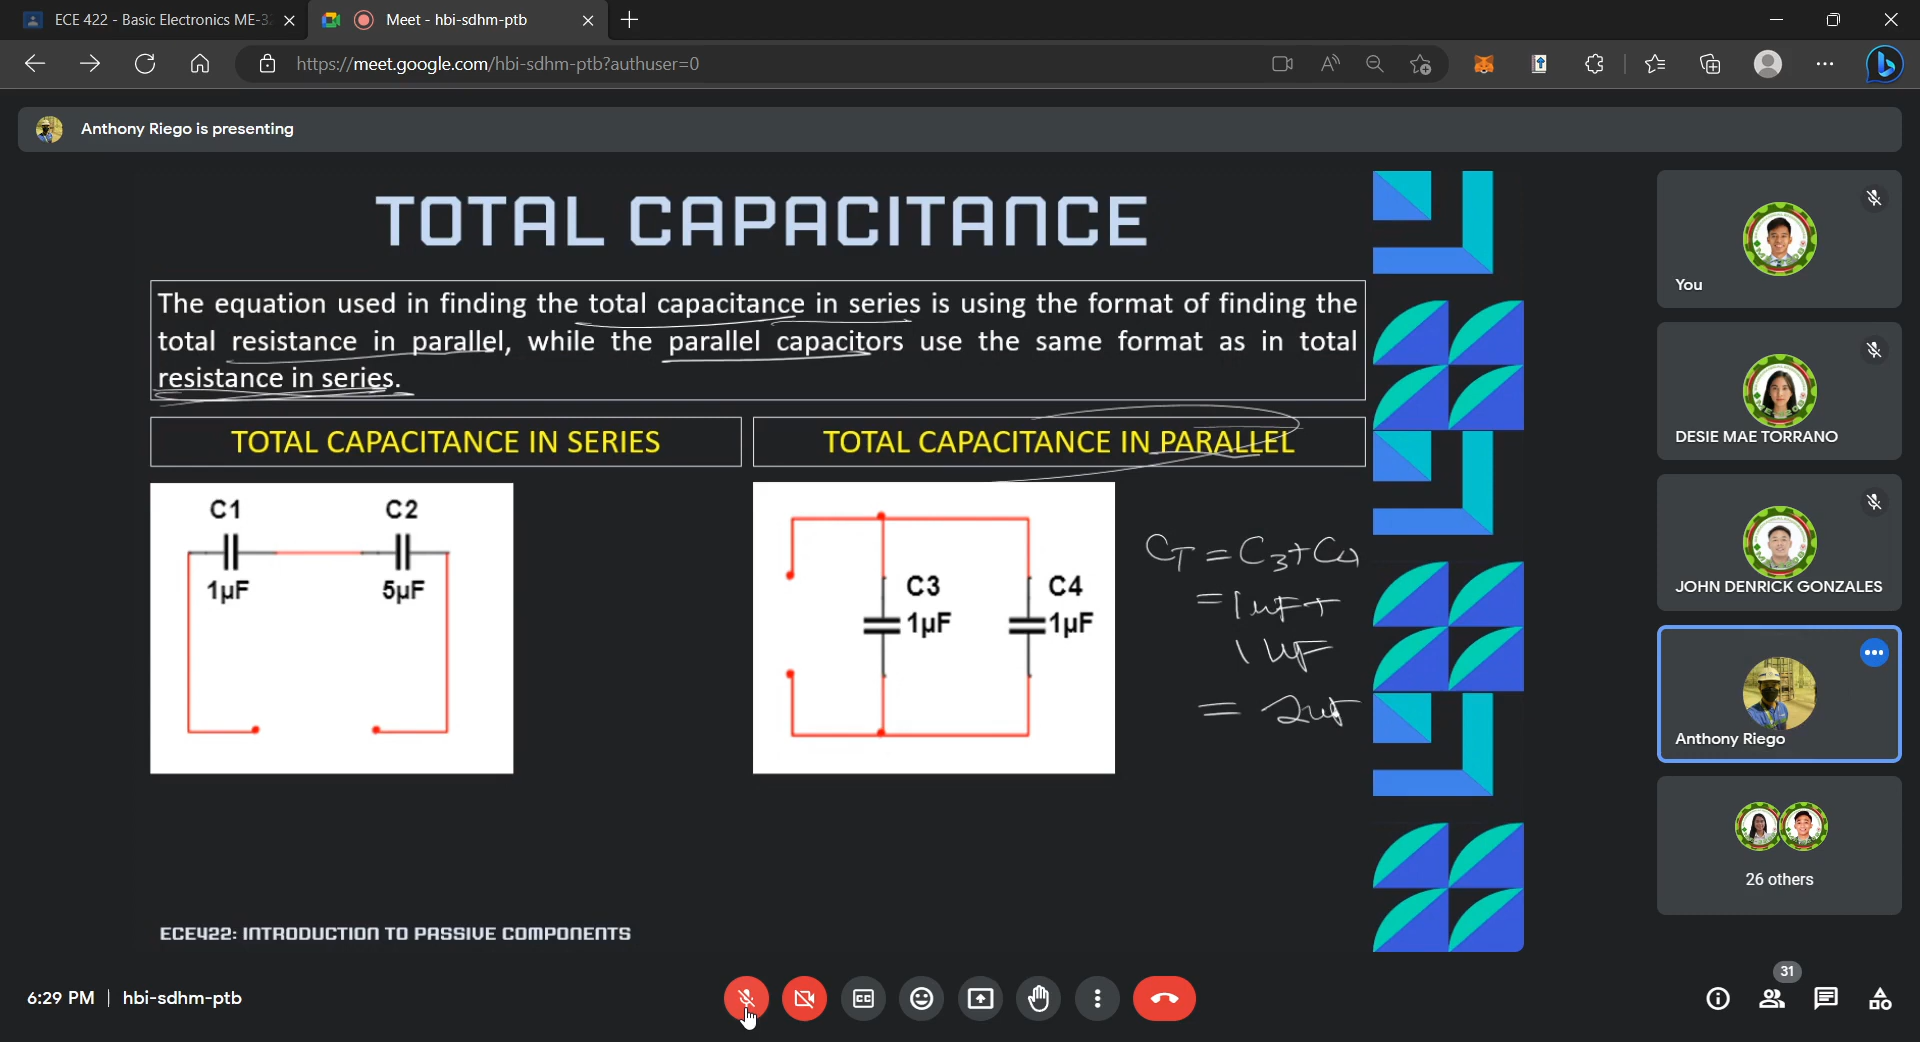 ECE 422 - Basic Electronics ME-32
Meet - hbi-sdhm-ptb
https://meet.google.com/hbi-sdhm-ptb?authuser=0
Anthony Riego is presenting
TOTAL CAPACITANCE
The equation used in finding the total capacitance in series is using the format of finding the
total resistance in parallel, while the parallel capacitors use the same format as in total
resistance in series.
TOTAL CAPACITANCE IN SERIES
TOTAL CAPACITANCE IN PARALLEL
C1
C2
1µF
5µF
C3
1µF
C4
1µF
CT = C3+C4
= 1uF+
1uF
= 2uF
ECE422: INTRODUCTION TO PASSIVE COMPONENTS
You
DESIE MAE TORRANO
JOHN DENRICK GONZALES
Anthony Riego
26 others
6:29 PM | hbi-sdhm-ptb
CC
31